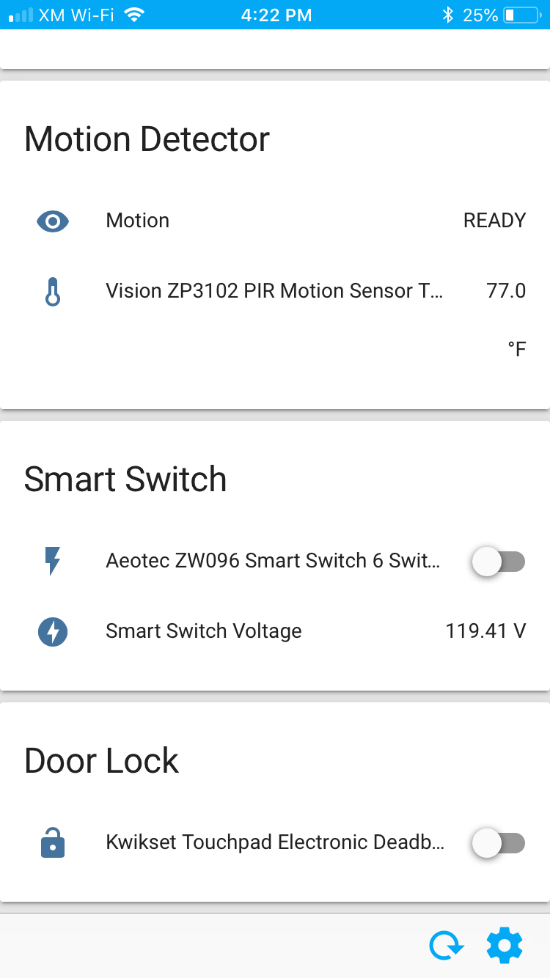 XM Wi-Fi 4:22 PM 25%
Motion Detector
Motion READY
Vision ZP3102 PIR Motion Sensor T... 77.0
°F
Smart Switch
Aeotec ZW096 Smart Switch 6 Swit...
Smart Switch Voltage 119.41 V
Door Lock
Kwikset Touchpad Electronic Deadb...